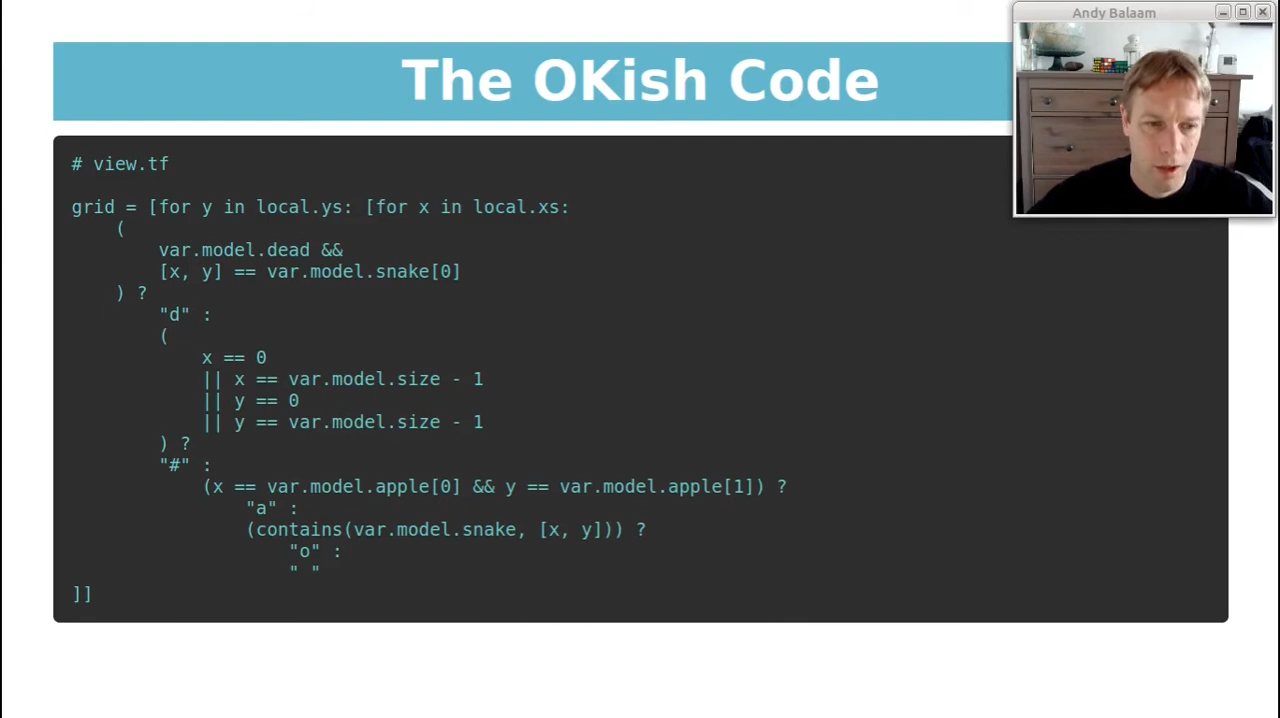 Andy Balaam
The OKish Code
# view.tf
grid = [for y in local.ys: [for x in local.xs:
    (
        var.model.dead &&
        [x, y] == var.model.snake[0]
    ) ?
        "d" :
        (
            x == 0
            || x == var.model.size - 1
            || y == 0
            || y == var.model.size - 1
        ) ?
        "#" :
            (x == var.model.apple[0] && y == var.model.apple[1]) ?
                "a" :
                (contains(var.model.snake, [x, y])) ?
                    "o" :
                    " "
]]